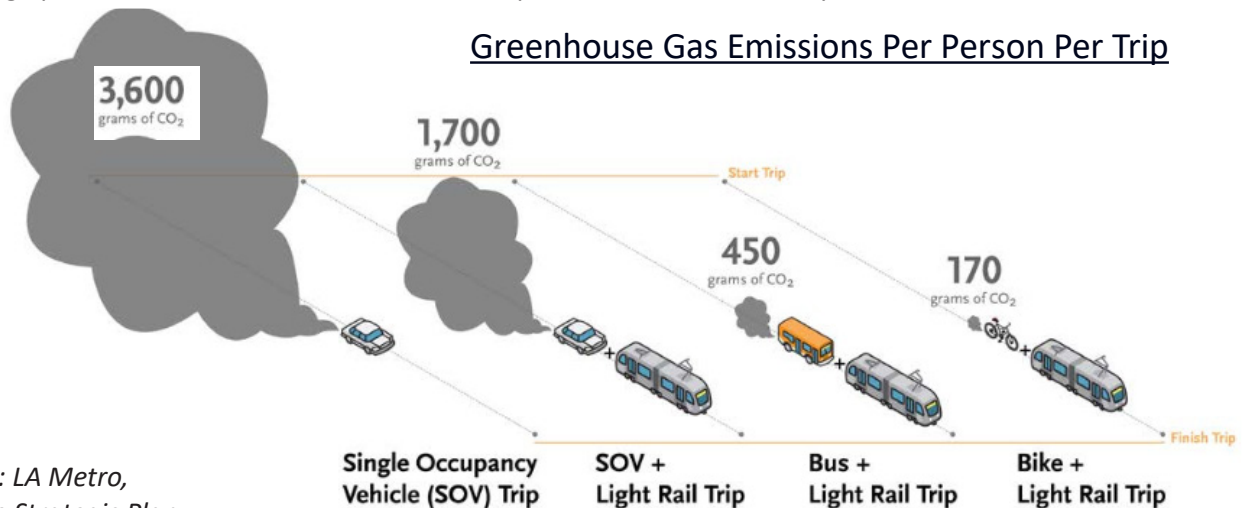 Greenhouse Gas Emissions Per Person Per Trip
3,600
grams of CO₂
1,700
grams of CO₂
Start Trip
450
grams of CO₂
170
grams of CO₂
Finish Trip
Single Occupancy
Vehicle (SOV) Trip
SOV +
Light Rail Trip
Bus +
Light Rail Trip
Bike +
Light Rail Trip
: LA Metro,
Strategic Plan